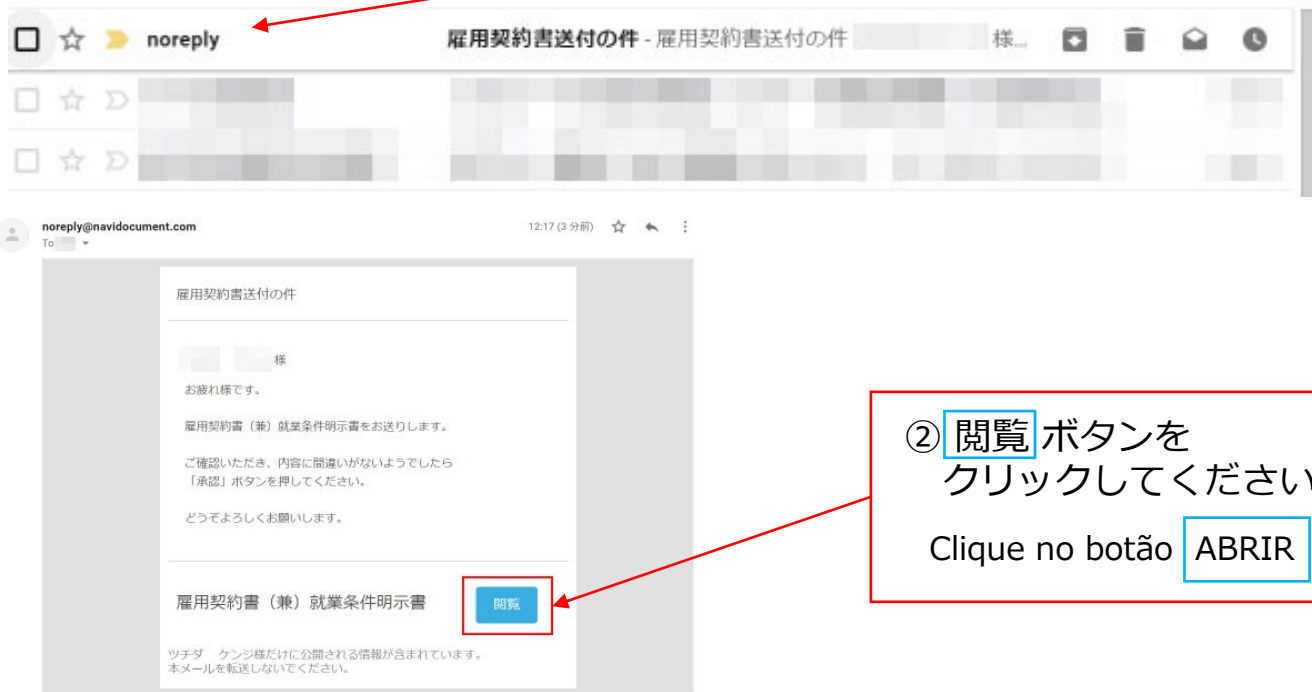 noreply 雇用契約書送付の件 - 雇用契約書送付の件 様...
noreply@navidocument.com 12:17 (3 分前)
To
雇用契約書送付の件
様
お疲れ様です。
雇用契約書（兼）就業条件明示書をお送りします。
ご確認いただき、内容に間違いがないようでしたら
「承認」ボタンを押してください。
どうぞよろしくお願いします。
雇用契約書（兼）就業条件明示書 閲覧
ツチダ ケンジ様だけに公開される情報が含まれています。
本メールを転送しないでください。
② 閲覧 ボタンを
クリックしてください
Clique no botão ABRIR